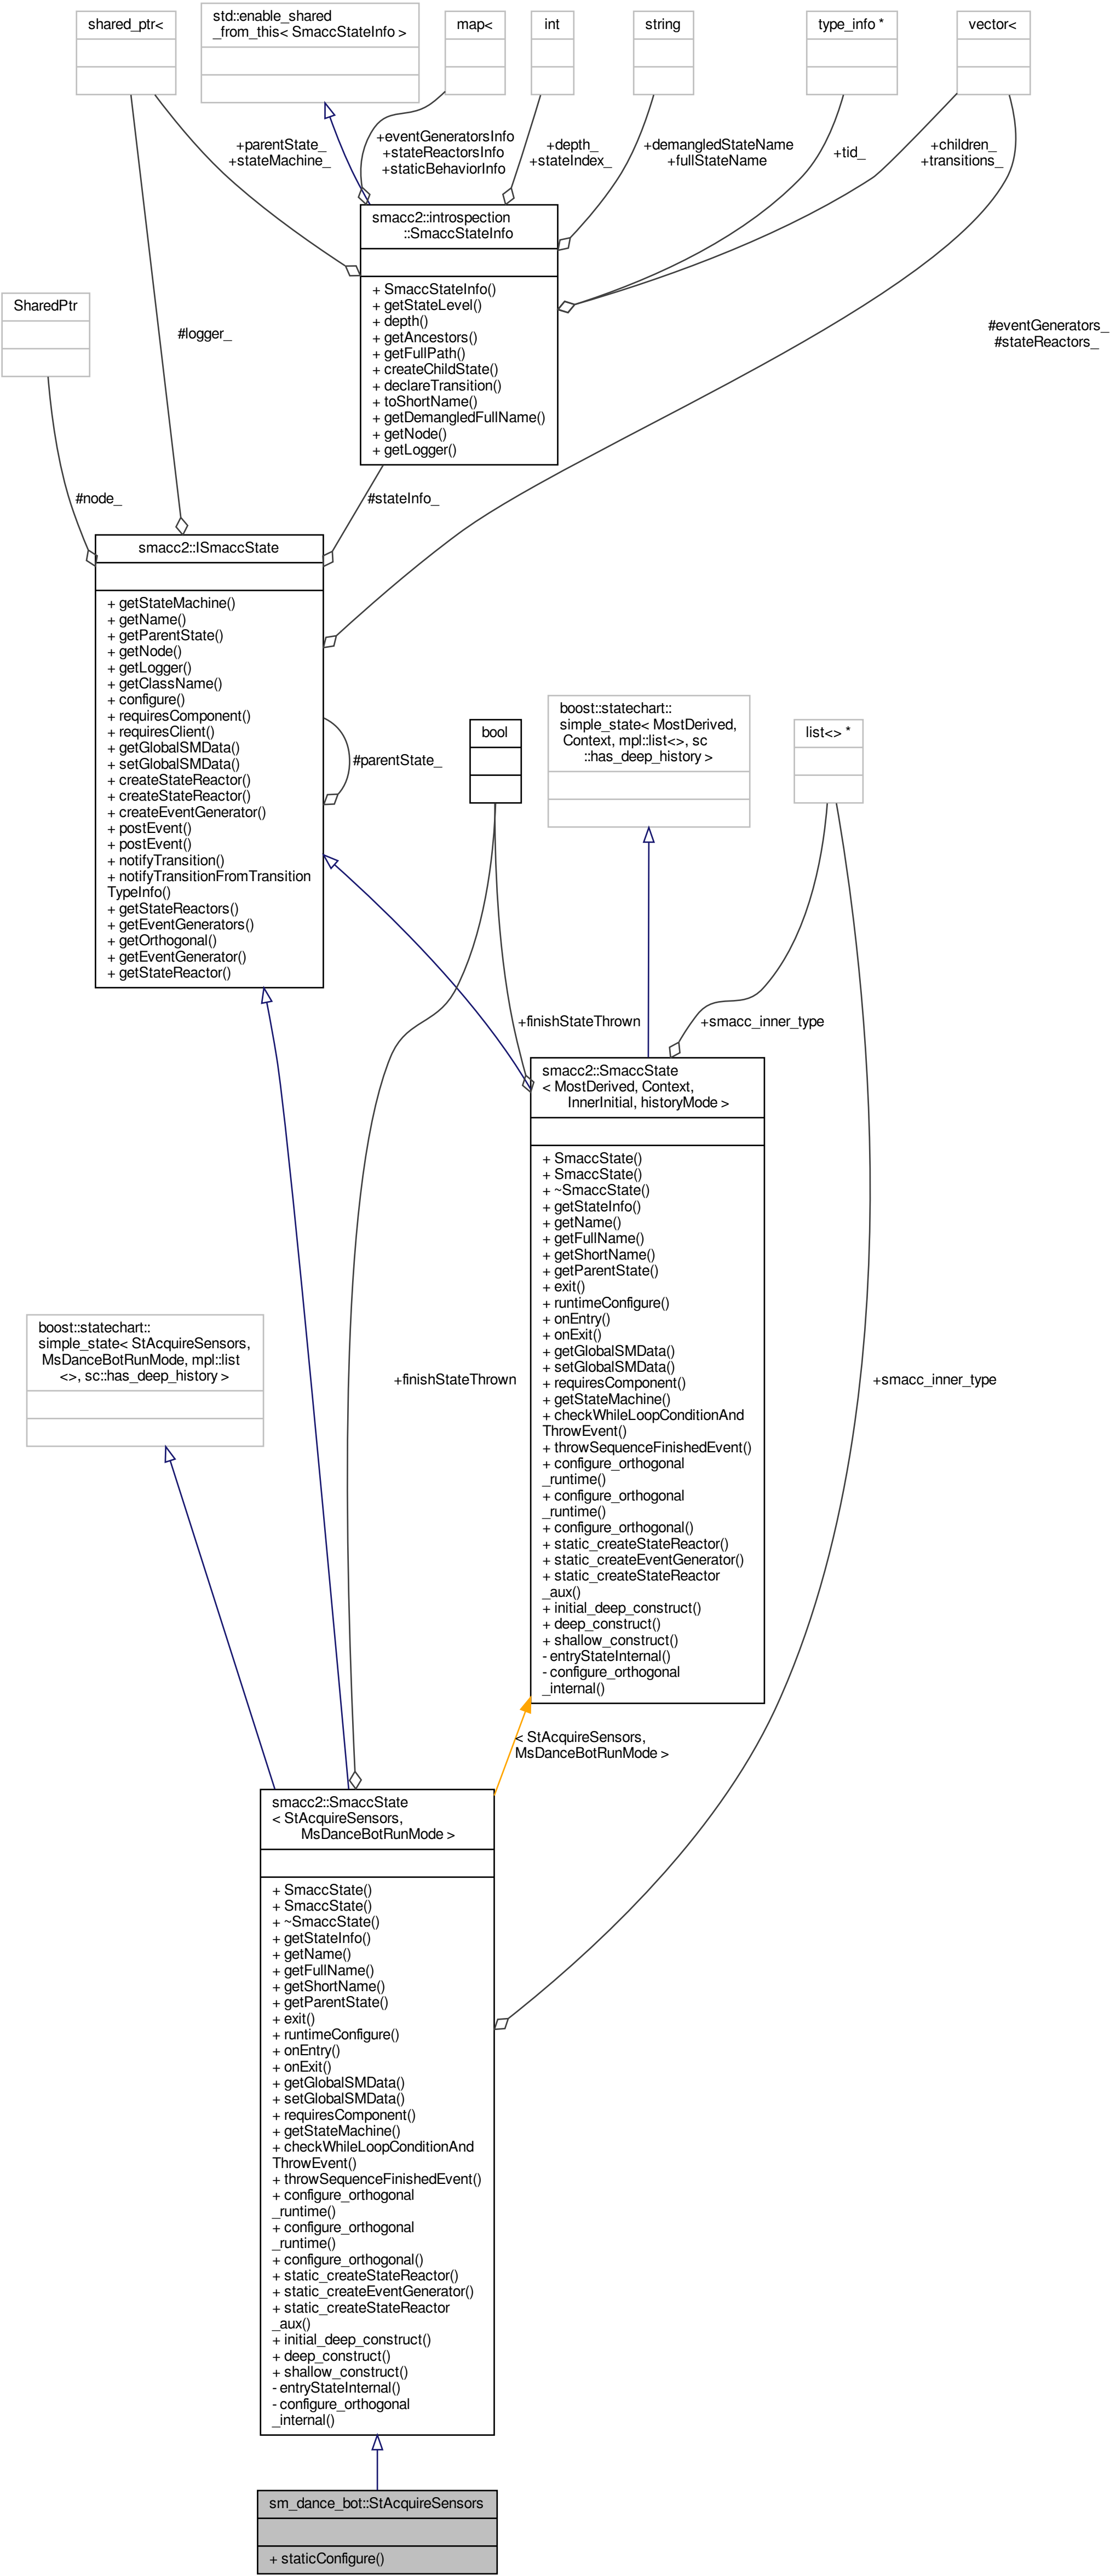 shared_ptr<
std::enable_shared
_from_this< SmaccStateInfo >
map<
int
string
type_info *
vector<
+parentState_
+stateMachine_
+eventGeneratorsInfo
+stateReactorsInfo
+staticBehaviorInfo
+depth_
+stateIndex_
+demangledStateName
+fullStateName
+tid_
+children_
+transitions_
smacc2::introspection
::SmaccStateInfo
+ SmaccStateInfo()
+ getStateLevel()
+ depth()
+ getAncestors()
+ getFullPath()
+ createChildState()
+ declareTransition()
+ toShortName()
+ getDemangledFullName()
+ getNode()
+ getLogger()
SharedPtr
#logger_
#eventGenerators_
#stateReactors_
#node_
#stateInfo_
smacc2::ISmaccState
+ getStateMachine()
+ getName()
+ getParentState()
+ getNode()
+ getLogger()
+ getClassName()
+ configure()
+ requiresComponent()
+ requiresClient()
+ getGlobalSMData()
+ setGlobalSMData()
+ createStateReactor()
+ createStateReactor()
+ createEventGenerator()
+ postEvent()
+ postEvent()
+ notifyTransition()
+ notifyTransitionFromTransition
TypeInfo()
+ getStateReactors()
+ getEventGenerators()
+ getOrthogonal()
+ getEventGenerator()
+ getStateReactor()
#parentState_
bool
boost::statechart::
simple_state< MostDerived,
Context, mpl::list<>, sc
::has_deep_history >
list<> *
+finishStateThrown
+smacc_inner_type
smacc2::SmaccState
< MostDerived, Context,
InnerInitial, historyMode >
+ SmaccState()
+ SmaccState()
+ ~SmaccState()
+ getStateInfo()
+ getName()
+ getFullName()
+ getShortName()
+ getParentState()
+ exit()
+ runtimeConfigure()
+ onEntry()
+ onExit()
+ getGlobalSMData()
+ setGlobalSMData()
+ requiresComponent()
+ getStateMachine()
+ checkWhileLoopConditionAnd
ThrowEvent()
+ throwSequenceFinishedEvent()
+ configure_orthogonal
_runtime()
+ configure_orthogonal
_runtime()
+ configure_orthogonal()
+ static_createStateReactor()
+ static_createEventGenerator()
+ static_createStateReactor
_aux()
+ initial_deep_construct()
+ deep_construct()
+ shallow_construct()
- entryStateInternal()
- configure_orthogonal
_internal()
boost::statechart::
simple_state< StAcquireSensors,
MsDanceBotRunMode, mpl::list
<>, sc::has_deep_history >
+finishStateThrown
+smacc_inner_type
< StAcquireSensors,
MsDanceBotRunMode >
smacc2::SmaccState
< StAcquireSensors,
MsDanceBotRunMode >
+ SmaccState()
+ SmaccState()
+ ~SmaccState()
+ getStateInfo()
+ getName()
+ getFullName()
+ getShortName()
+ getParentState()
+ exit()
+ runtimeConfigure()
+ onEntry()
+ onExit()
+ getGlobalSMData()
+ setGlobalSMData()
+ requiresComponent()
+ getStateMachine()
+ checkWhileLoopConditionAnd
ThrowEvent()
+ throwSequenceFinishedEvent()
+ configure_orthogonal
_runtime()
+ configure_orthogonal
_runtime()
+ configure_orthogonal()
+ static_createStateReactor()
+ static_createEventGenerator()
+ static_createStateReactor
_aux()
+ initial_deep_construct()
+ deep_construct()
+ shallow_construct()
- entryStateInternal()
- configure_orthogonal
_internal()
sm_dance_bot::StAcquireSensors
+ staticConfigure()